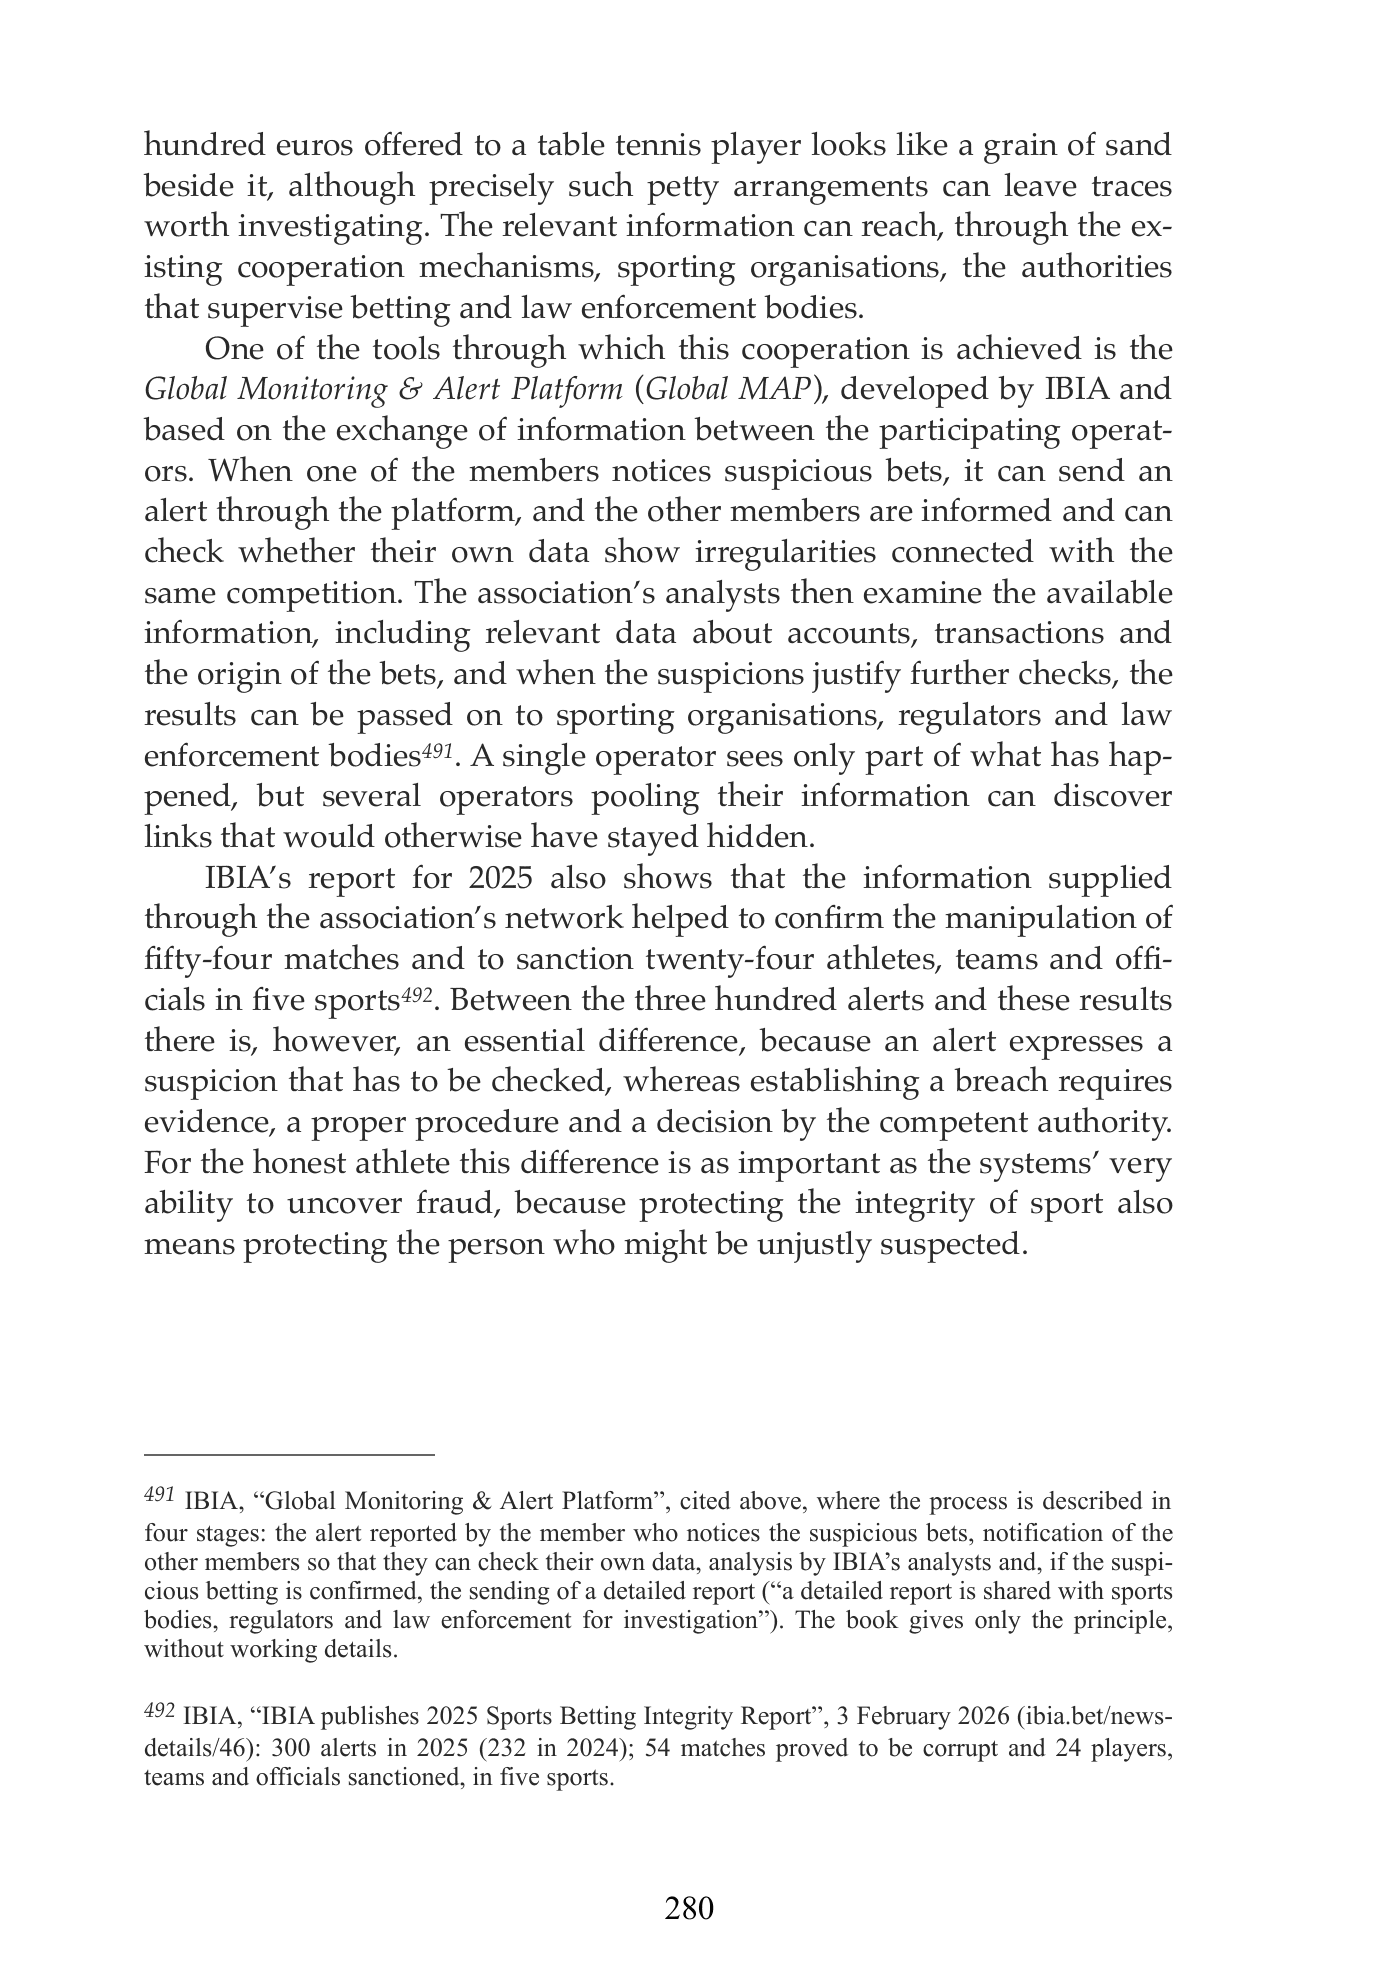 hundred euros offered to a table tennis player looks like a grain of sand
beside it, although precisely such petty arrangements can leave traces
worth investigating. The relevant information can reach, through the ex-
isting cooperation mechanisms, sporting organisations, the authorities
that supervise betting and law enforcement bodies.
One of the tools through which this cooperation is achieved is the
Global Monitoring & Alert Platform (Global MAP), developed by IBIA and
based on the exchange of information between the participating operat-
ors. When one of the members notices suspicious bets, it can send an
alert through the platform, and the other members are informed and can
check whether their own data show irregularities connected with the
same competition. The association’s analysts then examine the available
information, including relevant data about accounts, transactions and
the origin of the bets, and when the suspicions justify further checks, the
results can be passed on to sporting organisations, regulators and law
enforcement bodies491. A single operator sees only part of what has hap-
pened, but several operators pooling their information can discover
links that would otherwise have stayed hidden.
IBIA’s report for 2025 also shows that the information supplied
through the association’s network helped to confirm the manipulation of
fifty-four matches and to sanction twenty-four athletes, teams and offi-
cials in five sports492. Between the three hundred alerts and these results
there is, however, an essential difference, because an alert expresses a
suspicion that has to be checked, whereas establishing a breach requires
evidence, a proper procedure and a decision by the competent authority.
For the honest athlete this difference is as important as the systems’ very
ability to uncover fraud, because protecting the integrity of sport also
means protecting the person who might be unjustly suspected.
491 IBIA, “Global Monitoring & Alert Platform”, cited above, where the process is described in
four stages: the alert reported by the member who notices the suspicious bets, notification of the
other members so that they can check their own data, analysis by IBIA’s analysts and, if the suspi-
cious betting is confirmed, the sending of a detailed report (“a detailed report is shared with sports
bodies, regulators and law enforcement for investigation”). The book gives only the principle,
without working details.
492 IBIA, “IBIA publishes 2025 Sports Betting Integrity Report”, 3 February 2026 (ibia.bet/news-
details/46): 300 alerts in 2025 (232 in 2024); 54 matches proved to be corrupt and 24 players,
teams and officials sanctioned, in five sports.
280